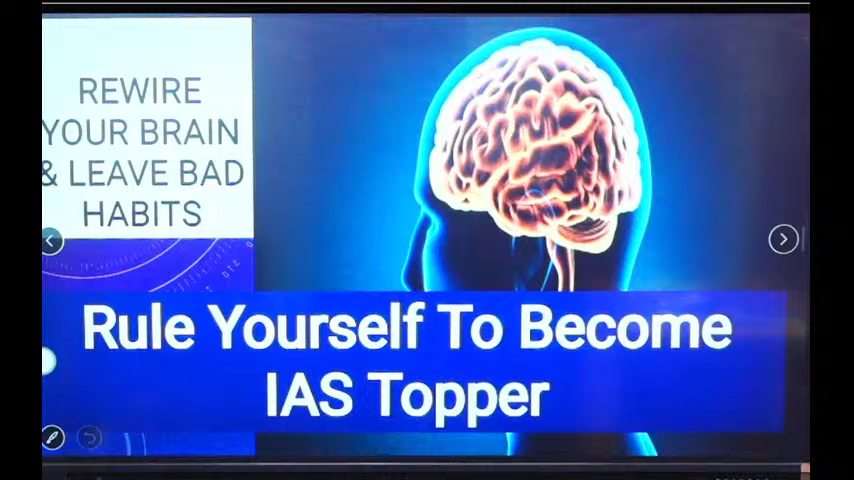 REWIRE
YOUR BRAIN
& LEAVE BAD
HABITS
Rule Yourself To Become
IAS Topper